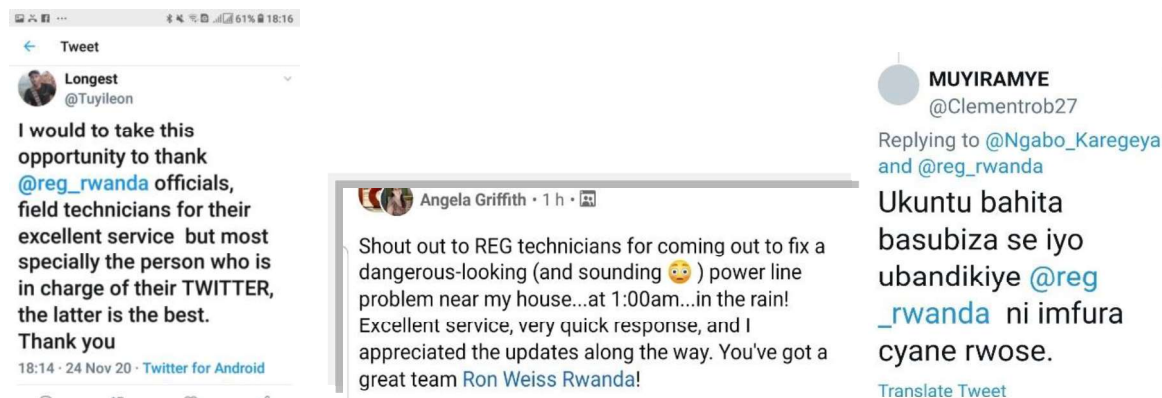 61% 18:16
Tweet
Longest
@Tuyileon
I would to take this
opportunity to thank
@reg_rwanda officials,
field technicians for their
excellent service but most
specially the person who is
in charge of their TWITTER,
the latter is the best.
Thank you
18:14 · 24 Nov 20 · Twitter for Android
Angela Griffith · 1 h ·
Shout out to REG technicians for coming out to fix a
dangerous-looking (and sounding 😳 ) power line
problem near my house...at 1:00am...in the rain!
Excellent service, very quick response, and I
appreciated the updates along the way. You've got a
great team Ron Weiss Rwanda!
MUYIRAMYE
@Clementrob27
Replying to @Ngabo_Karegeya
and @reg_rwanda
Ukuntu bahita
basubiza se iyo
ubandikiye @reg
_rwanda ni imfura
cyane rwose.
Translate Tweet